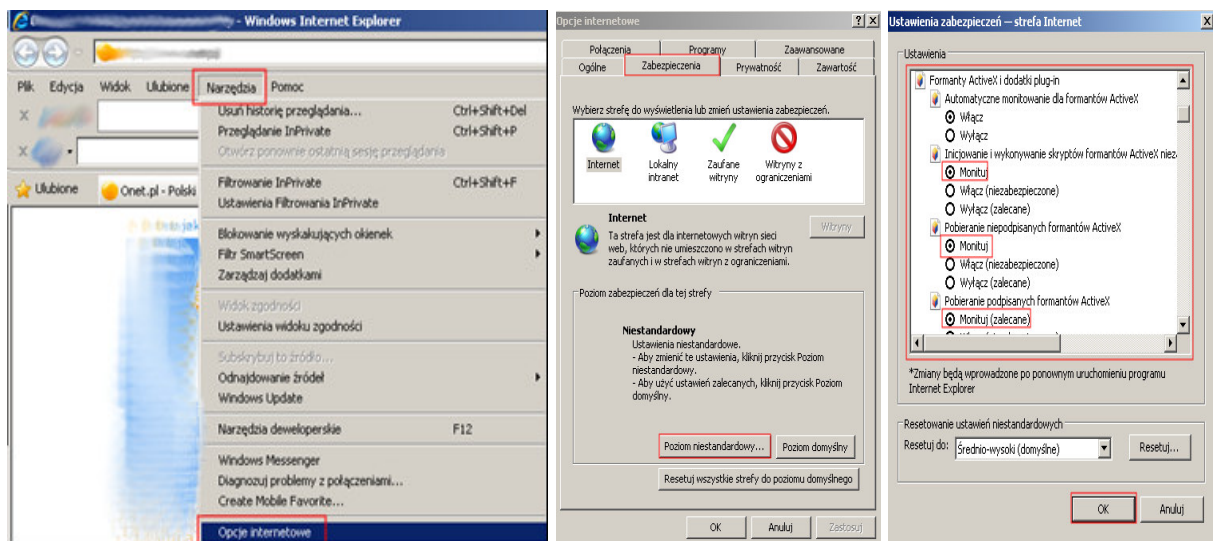 - Windows Internet Explorer
Plik Edycja Widok Ulubione Narzędzia Pomoc
Usuń historię przeglądania... Ctrl+Shift+Del
Przeglądanie InPrivate Ctrl+Shift+P
Otwórz ponownie ostatnią sesję przeglądania
Ulubione Onet.pl - Polski
Filtrowanie InPrivate Ctrl+Shift+F
Ustawienia Filtrowania InPrivate
Blokowanie wyskakujących okienek
Filtr SmartScreen
Zarządzaj dodatkami
Widok zgodności
Ustawienia widoku zgodności
Subskrybuj to źródło...
Odnajdowanie źródeł
Windows Update
Narzędzia deweloperskie F12
Windows Messenger
Diagnozuj problemy z połączeniami...
Create Mobile Favorite...
Opcje internetowe
Opcje internetowe
Połączenia Programy Zaawansowane
Ogólne Zabezpieczenia Prywatność Zawartość
Wybierz strefę do wyświetlenia lub zmień ustawienia zabezpieczeń.
Internet Lokalny intranet Zaufane witryny Witryny z ograniczeniami
Internet
Witryny
Ta strefa jest dla internetowych witryn sieci
web, których nie umieszczono w strefach witryn
zaufanych i w strefach witryn z ograniczeniami.
Poziom zabezpieczeń dla tej strefy
Niestandardowy
Ustawienia niestandardowe.
- Aby zmienić te ustawienia, kliknij przycisk Poziom
niestandardowy.
- Aby użyć ustawień zalecanych, kliknij przycisk Poziom
domyślny.
Poziom niestandardowy... Poziom domyślny
Resetuj wszystkie strefy do poziomu domyślnego
OK Anuluj Zastosuj
Ustawienia zabezpieczeń — strefa Internet
Ustawienia
Formanty ActiveX i dodatki plug-in
Automatyczne monitowanie dla formantów ActiveX
Włącz
Wyłącz
Inicjowanie i wykonywanie skryptów formantów ActiveX niez
Monituj
Włącz (niezabezpieczone)
Wyłącz (zalecane)
Pobieranie niepodpisanych formantów ActiveX
Monituj
Włącz (niezabezpieczone)
Wyłącz (zalecane)
Pobieranie podpisanych formantów ActiveX
Monituj (zalecane)
*Zmiany będą wprowadzone po ponownym uruchomieniu programu
Internet Explorer
Resetowanie ustawień niestandardowych
Resetuj do: Średnio-wysoki (domyślne) Resetuj...
OK Anuluj